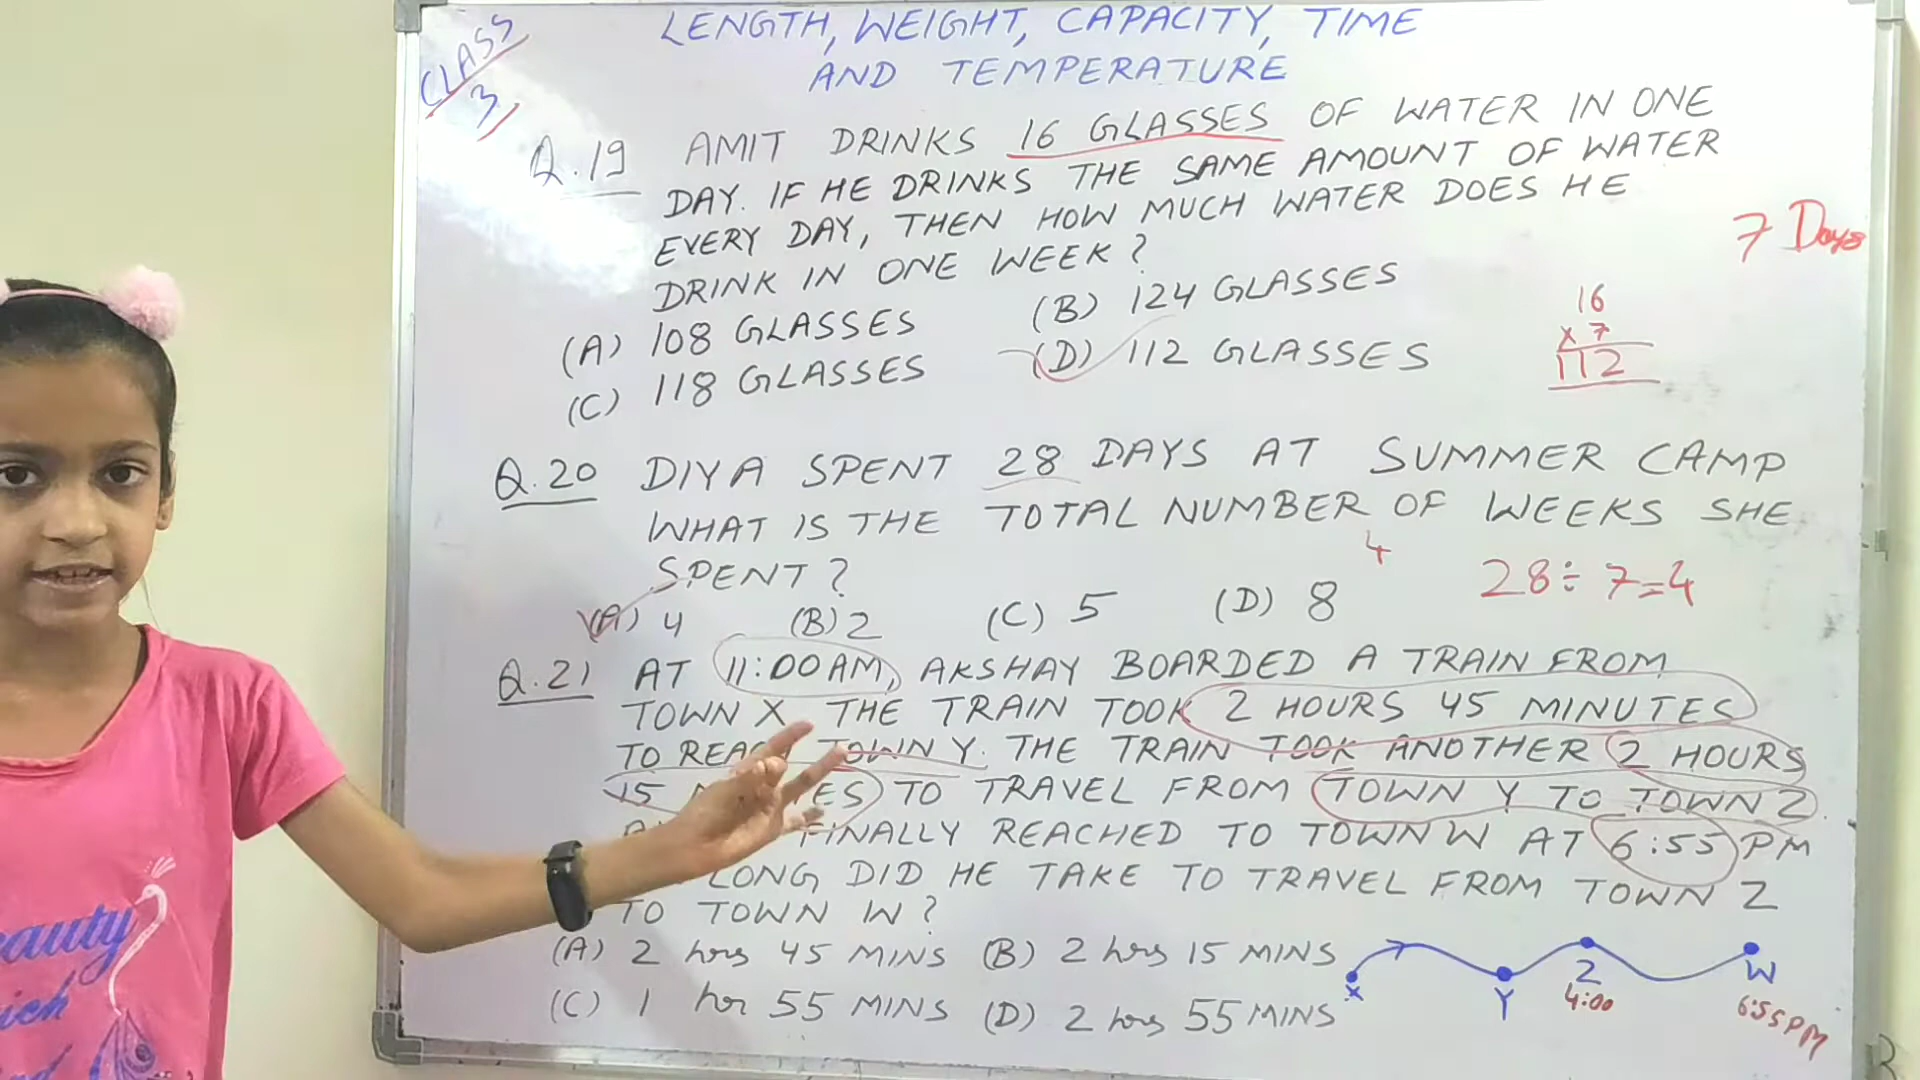 CLASS
3
LENGTH, WEIGHT, CAPACITY, TIME
AND TEMPERATURE
Q.19 AMIT DRINKS 16 GLASSES OF WATER IN ONE
DAY. IF HE DRINKS THE SAME AMOUNT OF WATER
EVERY DAY, THEN HOW MUCH WATER DOES HE
DRINK IN ONE WEEK?
7 Days
(A) 108 GLASSES (B) 124 GLASSES
(C) 118 GLASSES (D) 112 GLASSES
16
x 7
112
Q.20 DIYA SPENT 28 DAYS AT SUMMER CAMP
WHAT IS THE TOTAL NUMBER OF WEEKS SHE
SPENT?
4
28 ÷ 7 = 4
(A) 4 (B) 2 (C) 5 (D) 8
Q.21 AT 11:00 AM, AKSHAY BOARDED A TRAIN FROM
TOWN X. THE TRAIN TOOK 2 HOURS 45 MINUTES
TO REACH TOWN Y. THE TRAIN TOOK ANOTHER 2 HOURS
15 TO TRAVEL FROM TOWN Y TO TOWN Z
FINALLY REACHED TO TOWN W AT 6:55 PM
LONG DID HE TAKE TO TRAVEL FROM TOWN Z
TO TOWN W?
(A) 2 hrs 45 MINS (B) 2 hrs 15 MINS
(C) 1 hr 55 MINS (D) 2 hrs 55 MINS
X Y Z W
4:00 6:55PM
eauty